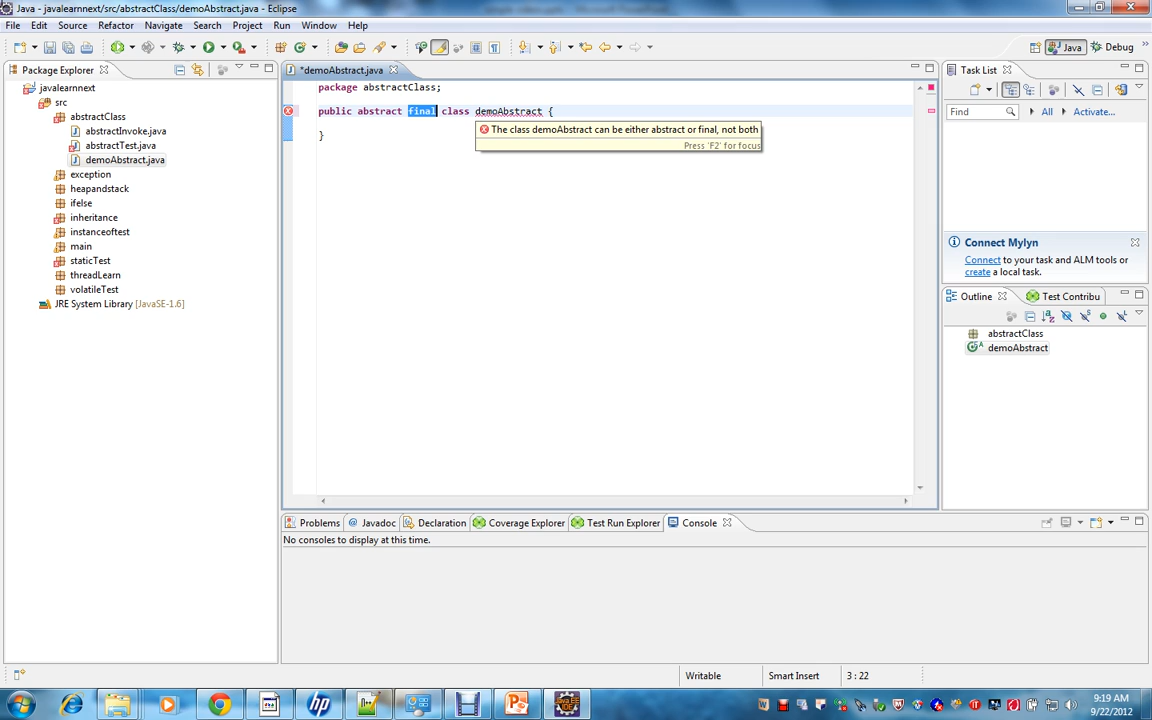 Java - javalearnnext/src/abstractClass/demoAbstract.java - Eclipse
File Edit Source Refactor Navigate Search Project Run Window Help
Java Debug
Package Explorer
javalearnnext
src
abstractClass
abstractInvoke.java
abstractTest.java
demoAbstract.java
exception
heapandstack
ifelse
inheritance
instanceoftest
main
staticTest
threadLearn
volatileTest
JRE System Library [JavaSE-1.6]
*demoAbstract.java
package abstractClass;
public abstract final class demoAbstract {
The class demoAbstract can be either abstract or final, not both
Press 'F2' for focus
}
Task List
Find All Activate...
Connect Mylyn
Connect to your task and ALM tools or
create a local task.
Outline Test Contribu
abstractClass
demoAbstract
Problems @ Javadoc Declaration Coverage Explorer Test Run Explorer Console
No consoles to display at this time.
Writable Smart Insert 3 : 22
9:19 AM
9/22/2012